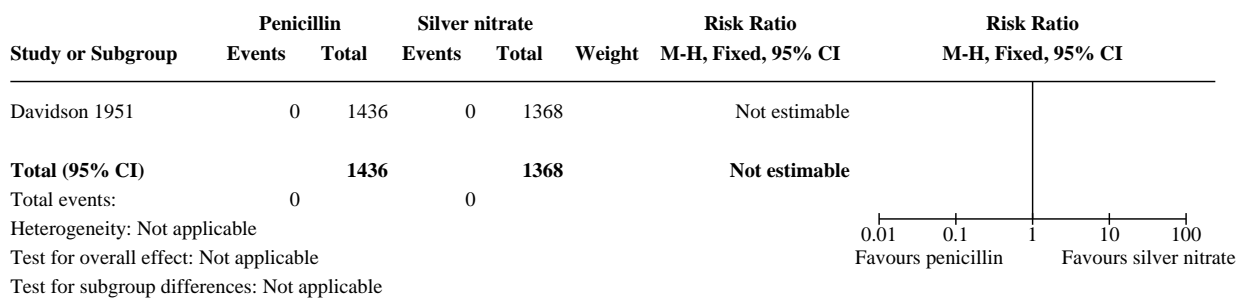 Penicillin Silver nitrate Risk Ratio Risk Ratio
Study or Subgroup Events Total Events Total Weight M-H, Fixed, 95% CI M-H, Fixed, 95% CI
Davidson 1951 0 1436 0 1368 Not estimable
Total (95% CI) 1436 1368 Not estimable
Total events: 0 0
Heterogeneity: Not applicable
0.01 0.1 1 10 100
Test for overall effect: Not applicable Favours penicillin Favours silver nitrate
Test for subgroup differences: Not applicable